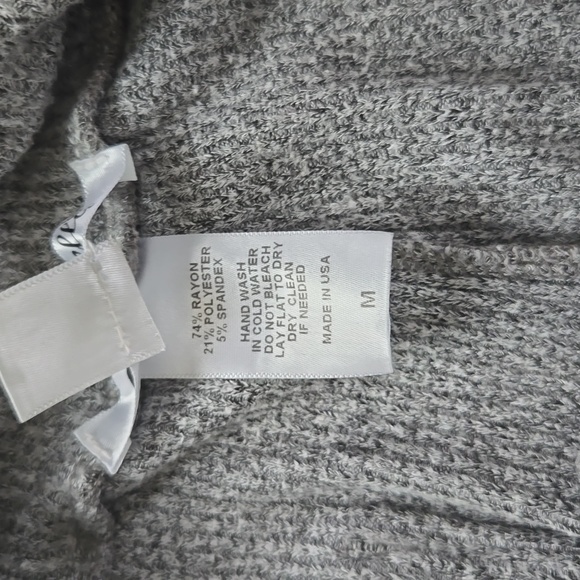 74% RAYON
21% POLYESTER
5% SPANDEX
HAND WASH
IN COLD WATER
DO NOT BLEACH
LAY FLAT TO DRY
DRY CLEAN
IF NEEDED
MADE IN USA
M